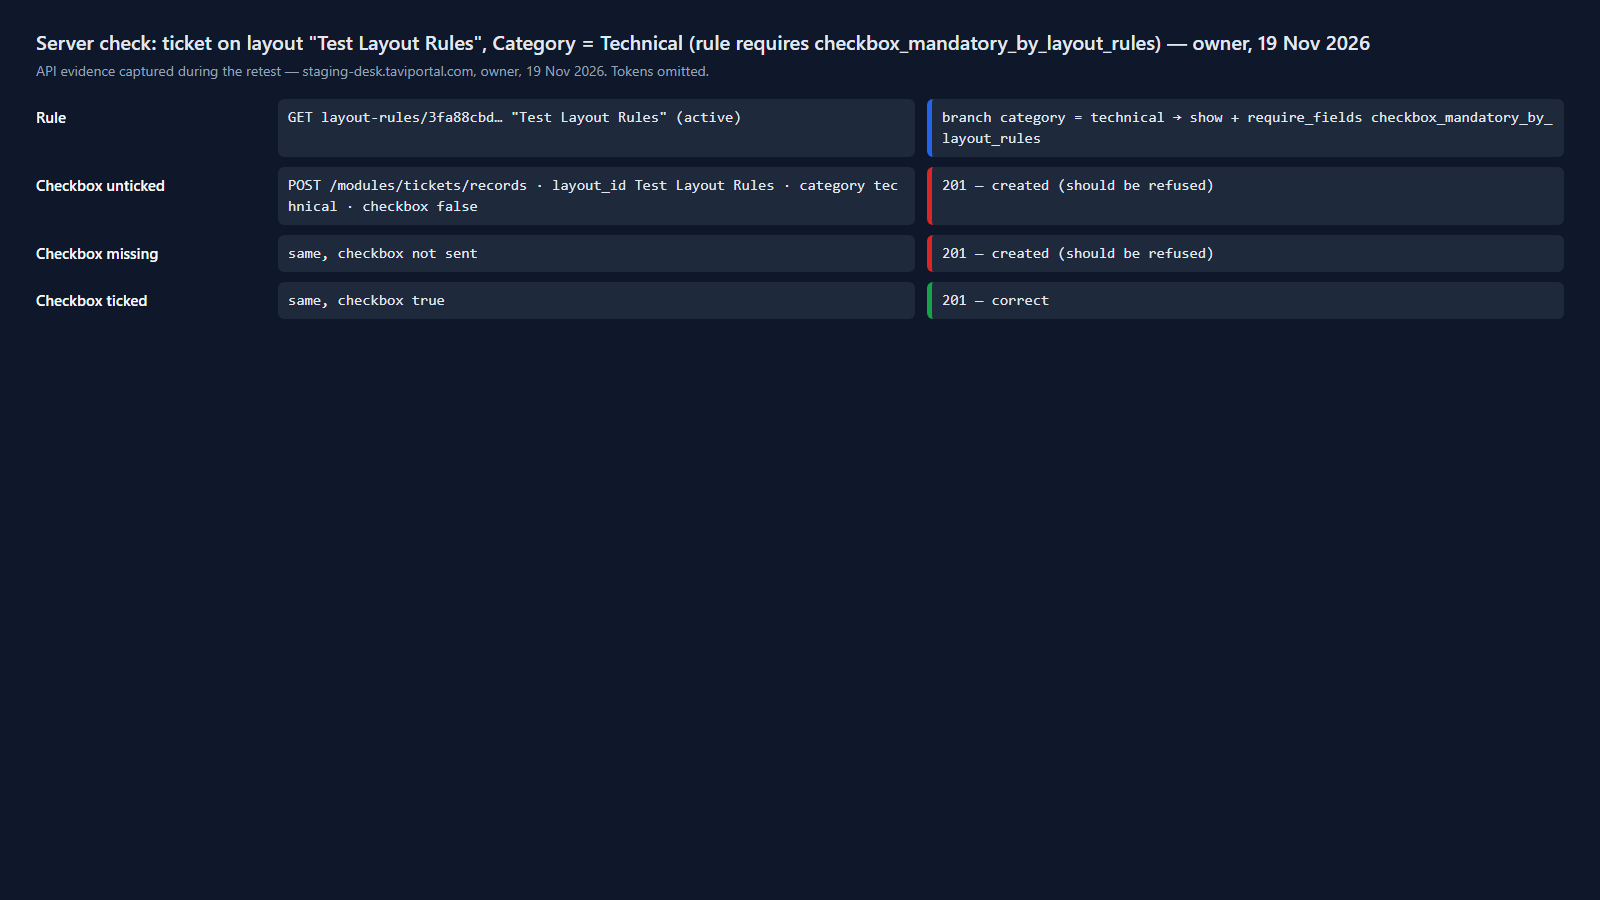 Server check: ticket on layout "Test Layout Rules", Category = Technical (rule requires checkbox_mandatory_by_layout_rules) — owner, 19 Nov 2026
API evidence captured during the retest — staging-desk.taviportal.com, owner, 19 Nov 2026. Tokens omitted.
Rule
GET layout-rules/3fa88cbd… "Test Layout Rules" (active)
branch category = technical → show + require_fields checkbox_mandatory_by_
layout_rules
Checkbox unticked
POST /modules/tickets/records · layout_id Test Layout Rules · category tec
hnical · checkbox false
201 — created (should be refused)
Checkbox missing
same, checkbox not sent
201 — created (should be refused)
Checkbox ticked
same, checkbox true
201 — correct